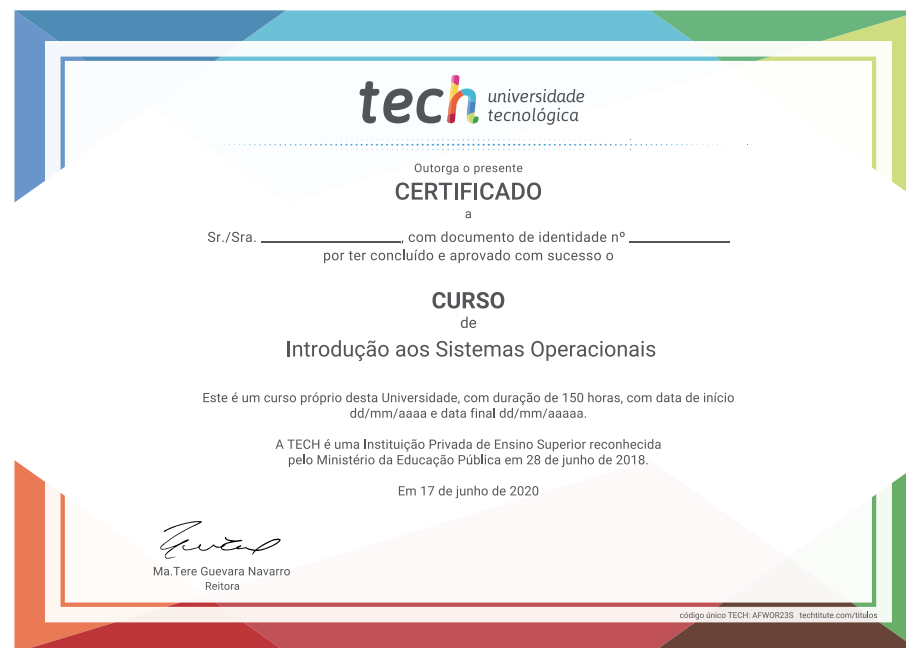 tech universidade
tecnológica
Outorga o presente
CERTIFICADO
a
Sr./Sra. ____________________, com documento de identidade nº ______________
por ter concluído e aprovado com sucesso o
CURSO
de
Introdução aos Sistemas Operacionais
Este é um curso próprio desta Universidade, com duração de 150 horas, com data de início
dd/mm/aaaa e data final dd/mm/aaaaa.
A TECH é uma Instituição Privada de Ensino Superior reconhecida
pelo Ministério da Educação Pública em 28 de junho de 2018.
Em 17 de junho de 2020
Ma.Tere Guevara Navarro
Reitora
código único TECH: AFWOR23S techtitute.com/titulos